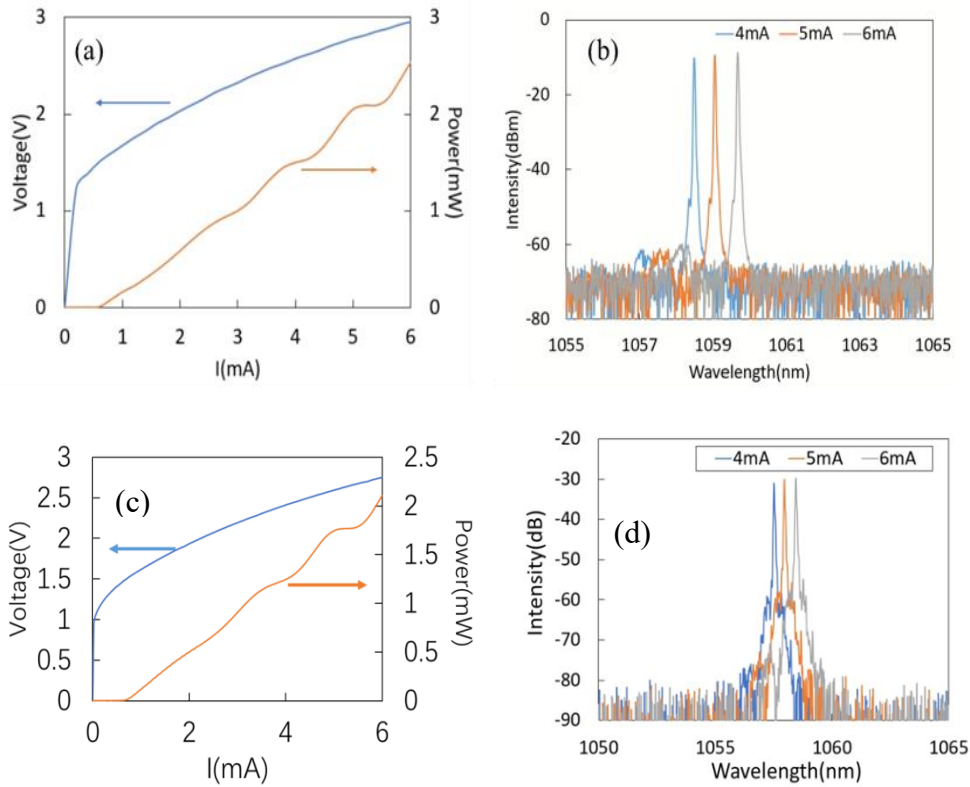 (a)
Voltage(V)
3
2
1
0
Power(mW)
3
2
1
0
0 1 2 3 4 5 6
I(mA)
(b)
4mA 5mA 6mA
Intensity(dBm)
0
-20
-40
-60
-80
1055 1057 1059 1061 1063 1065
Wavelength(nm)
(c)
Voltage(V)
3
2.5
2
1.5
1
0.5
0
Power(mW)
2.5
2
1.5
1
0.5
0
0 2 4 6
I(mA)
(d)
4mA 5mA 6mA
Intensity(dB)
-20
-30
-40
-50
-60
-70
-80
-90
1050 1055 1060 1065
Wavelength(nm)